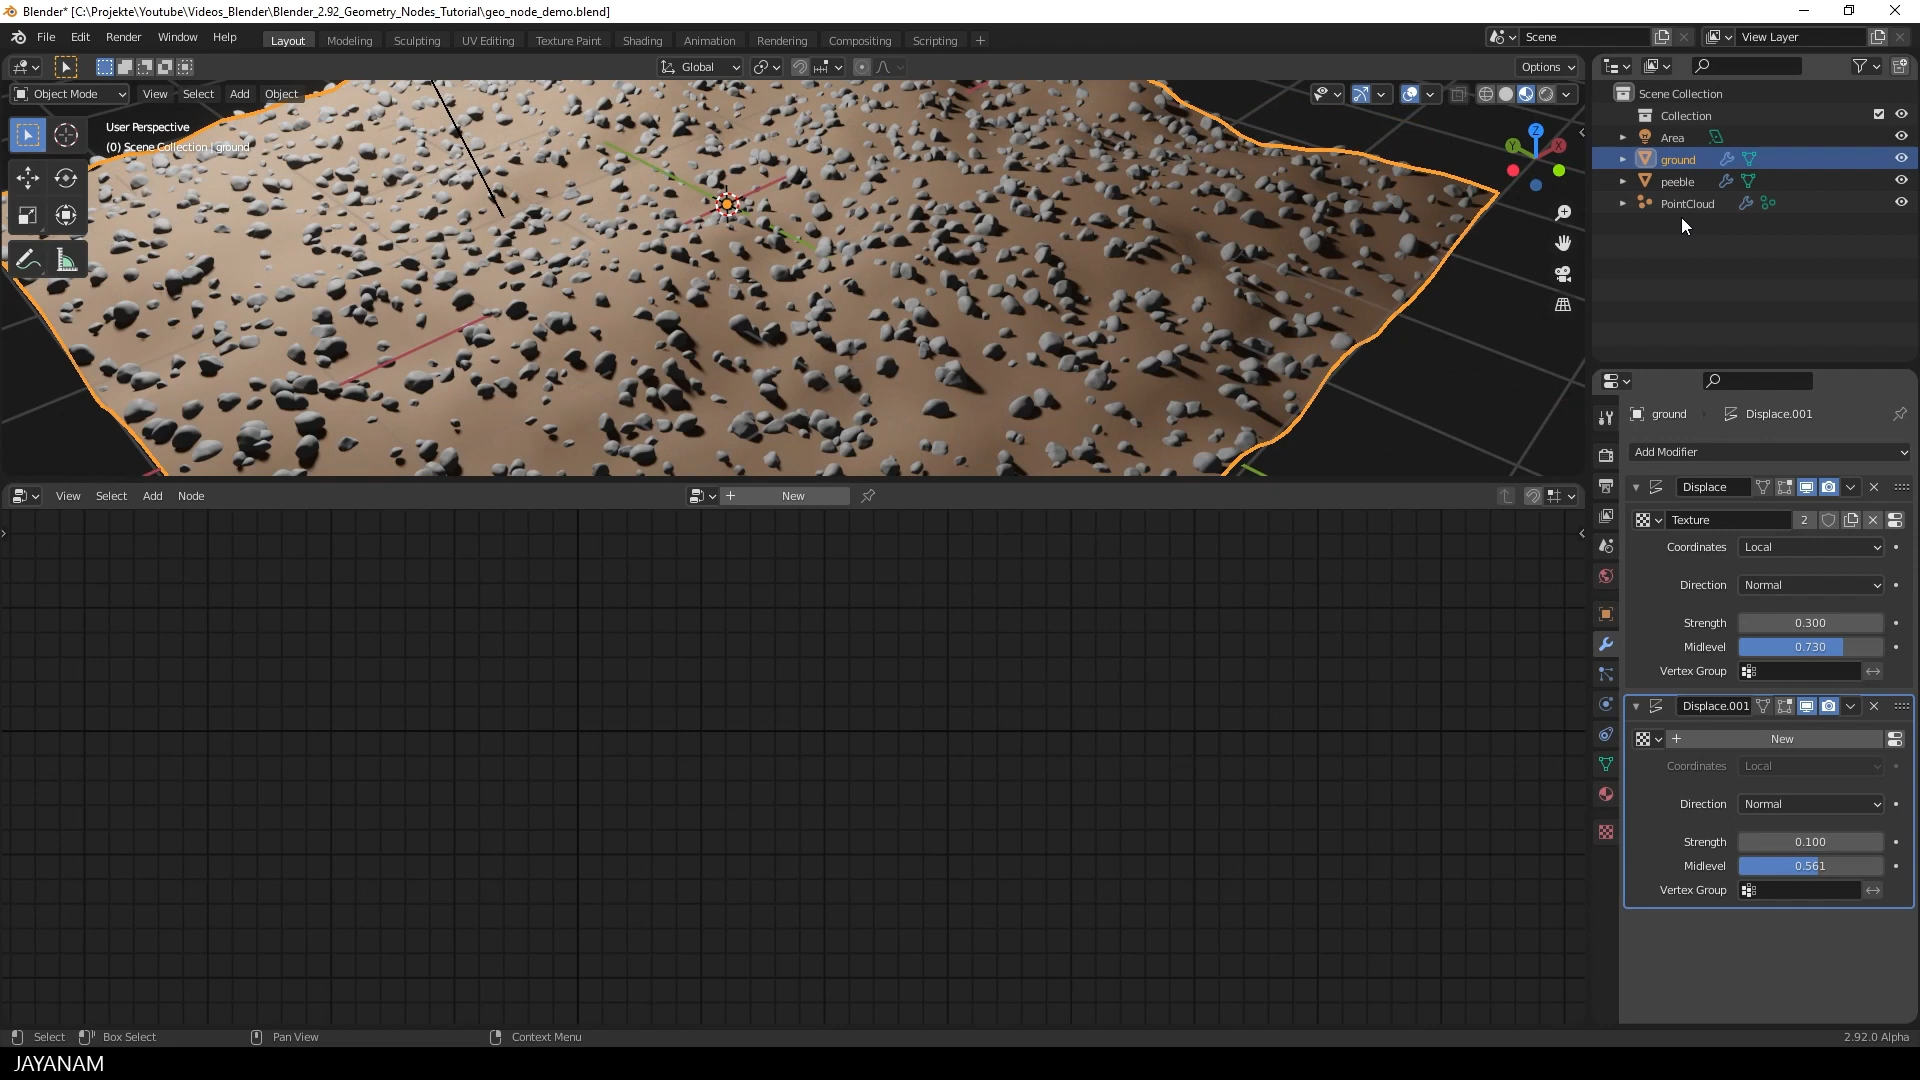 Blender* [C:\Projekte\Youtube\Videos_Blender\Blender_2.92_Geometry_Nodes_Tutorial\geo_node_demo.blend]
File Edit Render Window Help Layout Modeling Sculpting UV Editing Texture Paint Shading Animation Rendering Compositing Scripting + Scene View Layer
Global Options
Object Mode View Select Add Object
User Perspective
(0) Scene Collection | ground
Z
Y
X
Scene Collection
Collection
Area
ground
peeble
PointCloud
ground Displace.001
Add Modifier
Displace
Texture 2
Coordinates Local
Direction Normal
Strength 0.300
Midlevel 0.730
Vertex Group
Displace.001
+ New
Coordinates Local
Direction Normal
Strength 0.100
Midlevel 0.561
Vertex Group
View Select Add Node + New
Select Box Select Pan View Context Menu 2.92.0 Alpha
JAYANAM